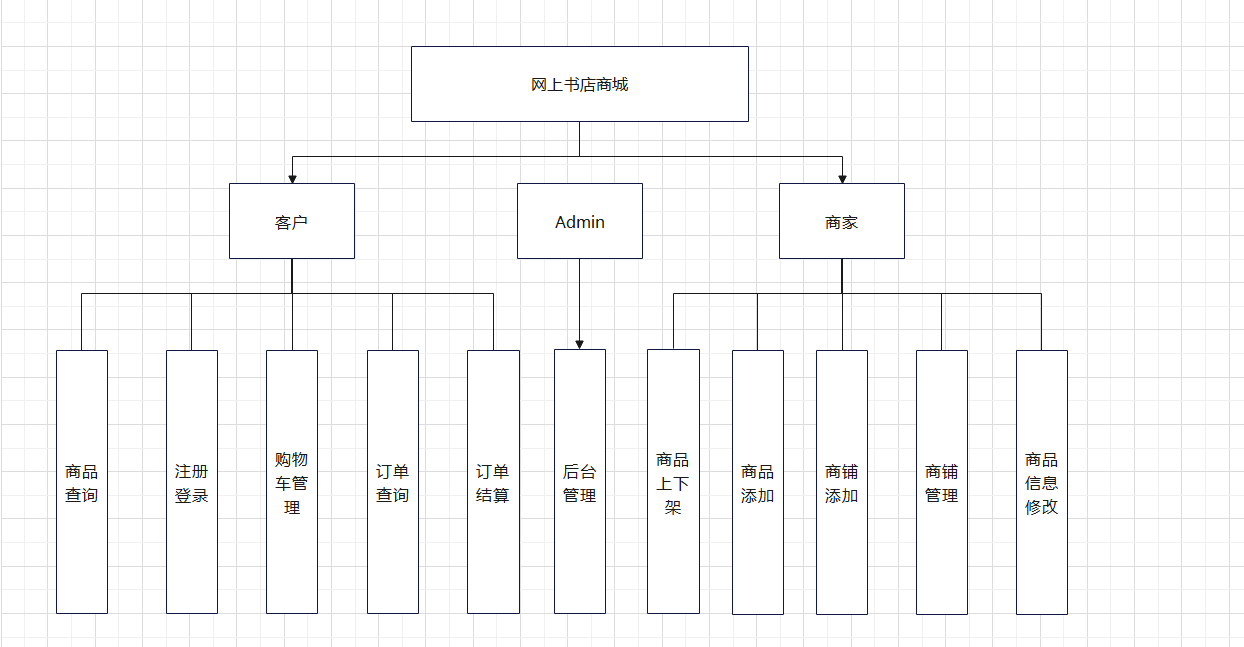 网上书店商城
客户
Admin
商家
商品
查询
注册
登录
购物
车管
理
订单
查询
订单
结算
后台
管理
商品
上下
架
商品
添加
商铺
添加
商铺
管理
商品
信息
修改